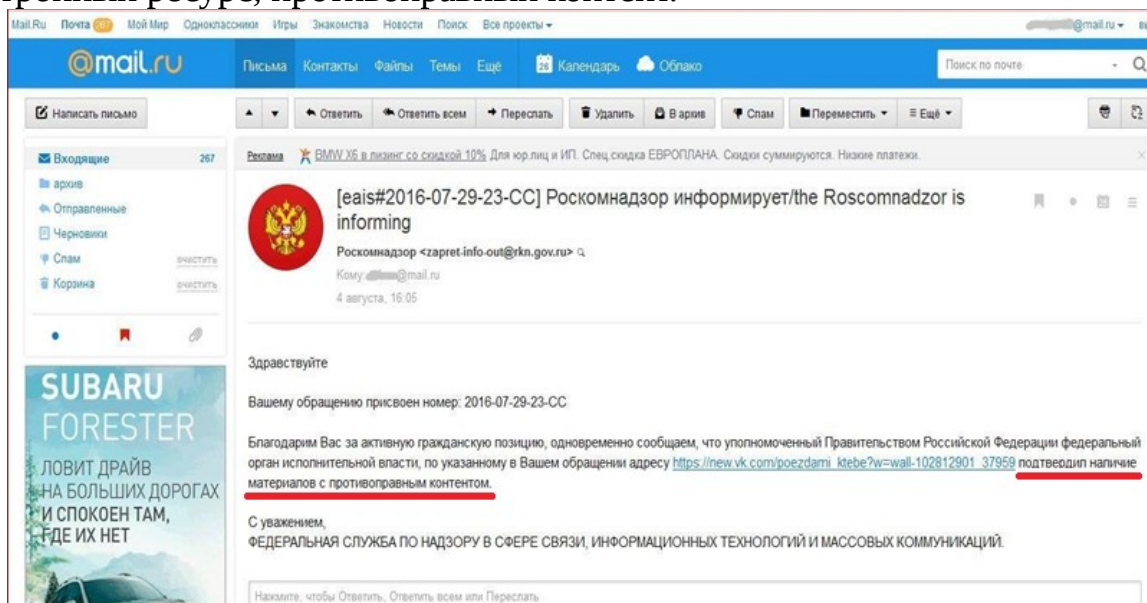 ресурс, противоправный контент.
Mail.Ru Почта 267 Мой Мир Одноклассники Игры Знакомства Новости Поиск Все проекты
@mail.ru
@mail.ru
Письма Контакты Файлы Темы Ещё 26 Календарь Облако
Поиск по почте
Написать письмо
Ответить Ответить всем Переслать Удалить В архив Спам Переместить Ещё
Входящие 267
архив
Отправленные
Черновики
Спам очистить
Корзина очистить
Реклама BMW X6 в лизинг со скидкой 10% Для юр.лиц и ИП. Спец.скидка ЕВРОПЛАНА. Скидки суммируются. Низкие платежи.
[eais#2016-07-29-23-CC] Роскомнадзор информирует/the Roscomnadzor is
informing
Роскомнадзор <zapret-info-out@rkn.gov.ru>
Кому: @mail.ru
4 августа, 16:05
Здравствуйте
Вашему обращению присвоен номер: 2016-07-29-23-CC
Благодарим Вас за активную гражданскую позицию, одновременно сообщаем, что уполномоченный Правительством Российской Федерации федеральный
орган исполнительной власти, по указанному в Вашем обращении адресу https://new.vk.com/poezdami_ktebe?w=wall-102812901_37959 подтвердил наличие
материалов с противоправным контентом.
С уважением,
ФЕДЕРАЛЬНАЯ СЛУЖБА ПО НАДЗОРУ В СФЕРЕ СВЯЗИ, ИНФОРМАЦИОННЫХ ТЕХНОЛОГИЙ И МАССОВЫХ КОММУНИКАЦИЙ.
Нажмите, чтобы Ответить, Ответить всем или Переслать
SUBARU
FORESTER
ЛОВИТ ДРАЙВ
НА БОЛЬШИХ ДОРОГАХ
И СПОКОЕН ТАМ,
ГДЕ ИХ НЕТ